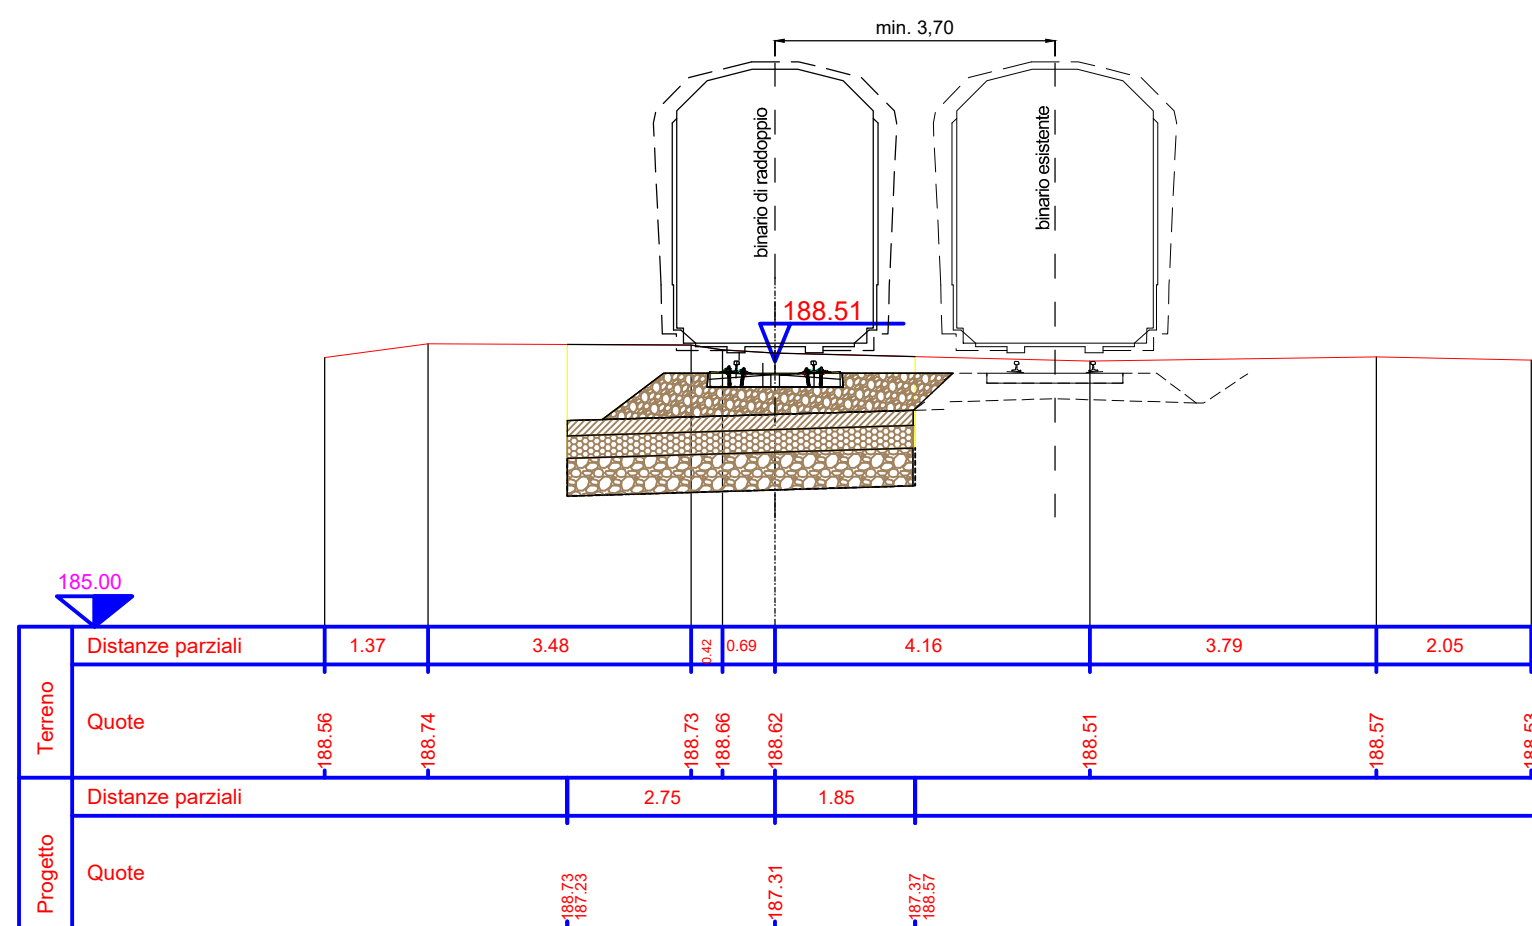 min. 3,70
binario di raddoppio
binario esistente
188.51
185.00
Terreno
Distanze parziali
1.37
3.48
0.42
0.69
4.16
3.79
2.05
Quote
188.56
188.74
188.73
188.66
188.62
188.51
188.57
188.53
Progetto
Distanze parziali
2.75
1.85
Quote
188.73
187.23
187.31
187.37
188.57